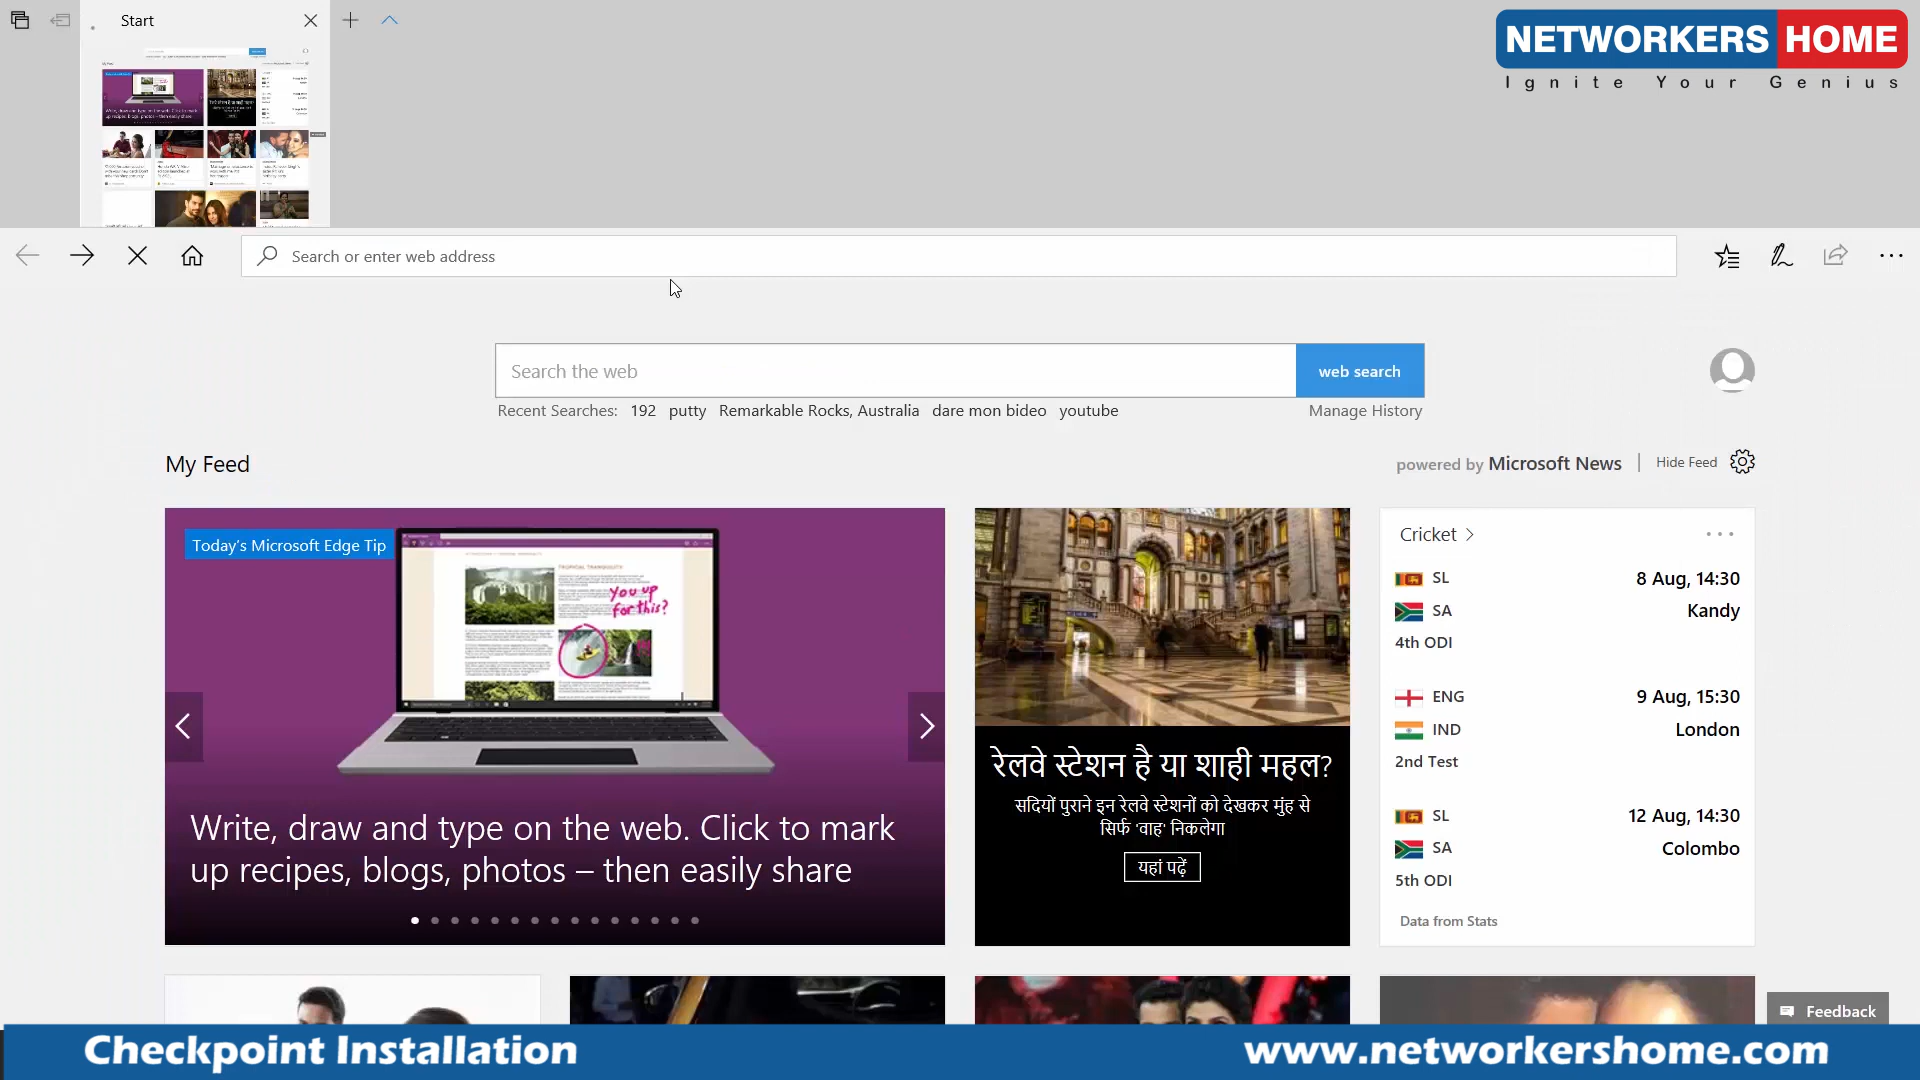 Start
NETWORKERS HOME
Ignite Your Genius
Search or enter web address
Search the web
web search
Recent Searches: 192 putty Remarkable Rocks, Australia dare mon bideo youtube
Manage History
My Feed
powered by Microsoft News | Hide Feed
Today's Microsoft Edge Tip
TROPICAL TRANQUILITY
You up
for this?
Write, draw and type on the web. Click to mark
up recipes, blogs, photos – then easily share
रेलवे स्टेशन है या शाही महल?
सदियों पुराने इन रेलवे स्टेशनों को देखकर मुंह से
सिर्फ 'वाह' निकलेगा
यहां पढ़ें
Cricket
SL 8 Aug, 14:30
SA Kandy
4th ODI
ENG 9 Aug, 15:30
IND London
2nd Test
SL 12 Aug, 14:30
SA Colombo
5th ODI
Data from Stats
Feedback
Checkpoint Installation
www.networkershome.com